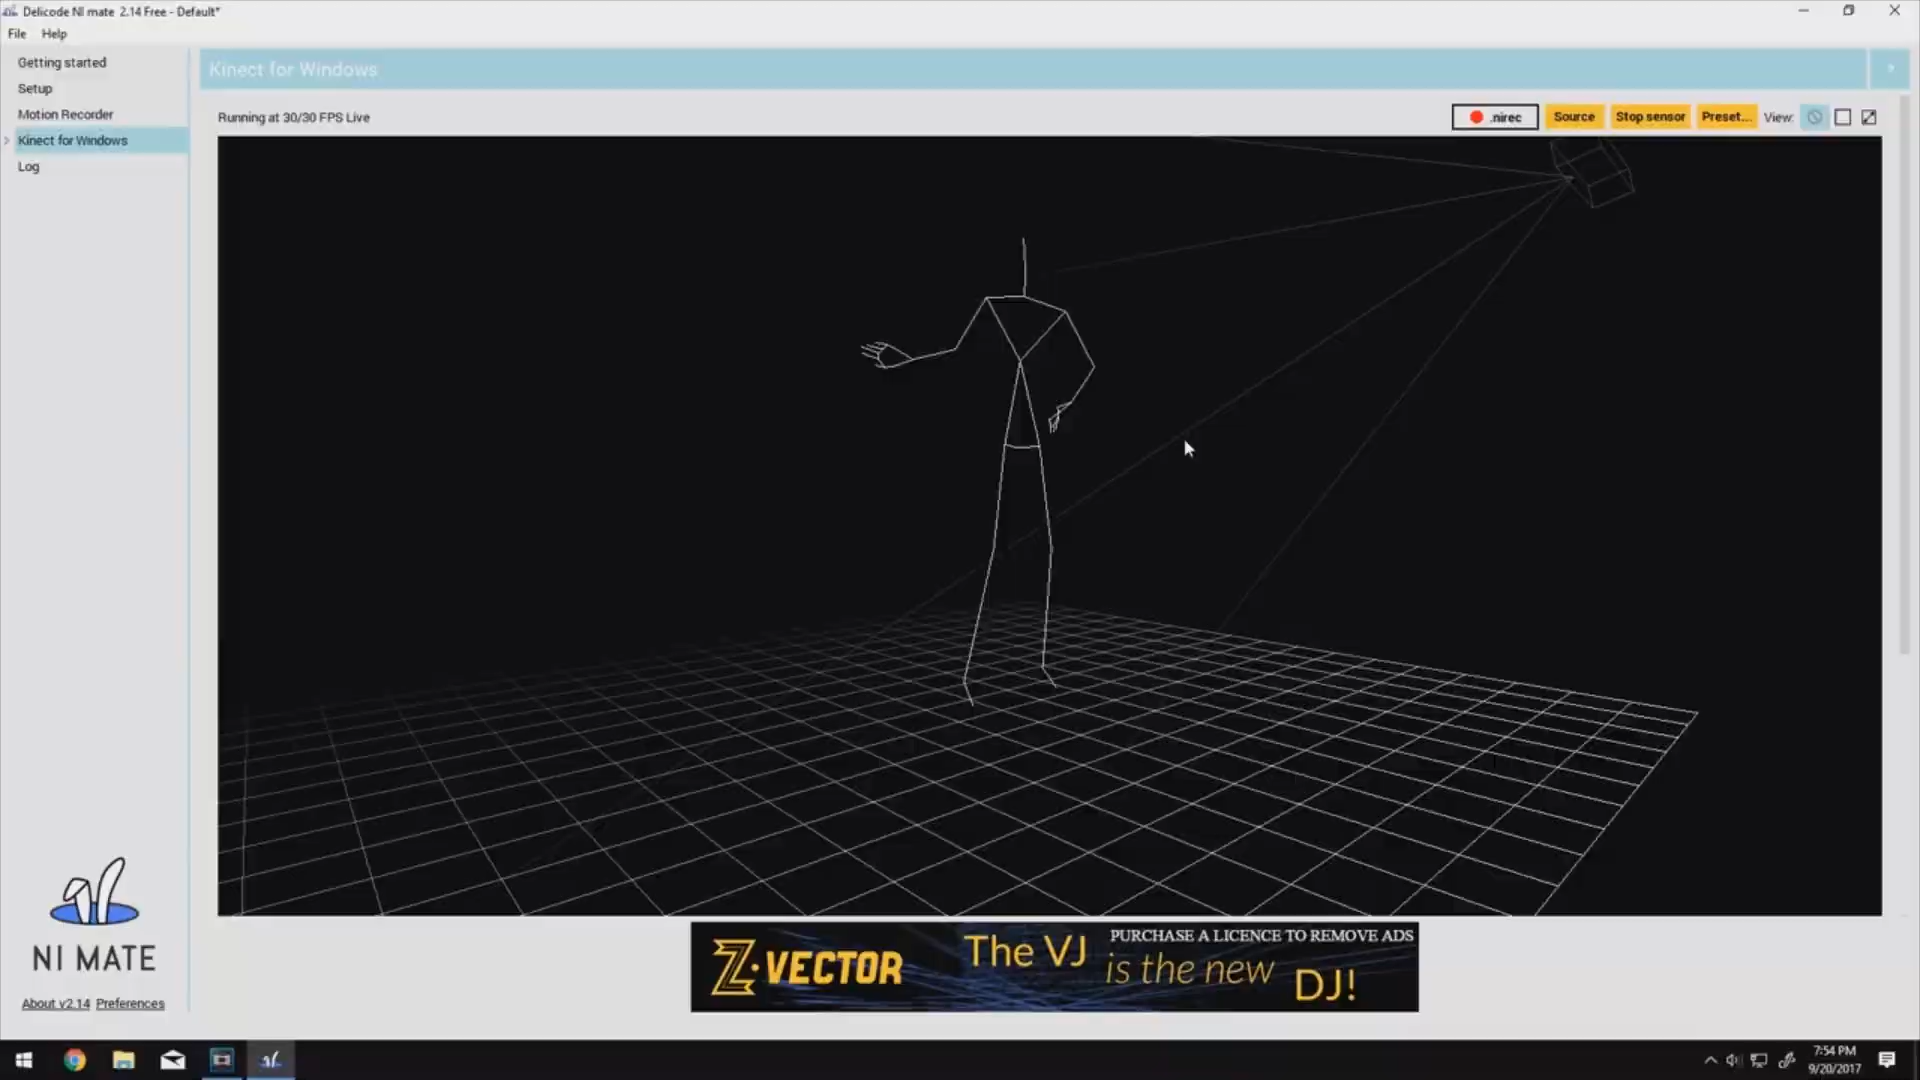 Delicode NI mate 2.14 Free - Default*
File Help
Getting started
Setup
Motion Recorder
Kinect for Windows
Log
Kinect for Windows
?
Running at 30/30 FPS Live
.nirec
Source
Stop sensor
Preset...
View:
NI MATE
About v2.14 Preferences
Z·VECTOR
The VJ
PURCHASE A LICENCE TO REMOVE ADS
is the new
DJ!
7:54 PM
9/20/2017